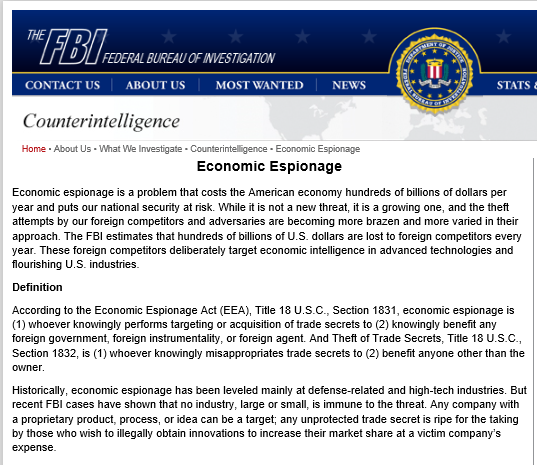 THE FBI FEDERAL BUREAU OF INVESTIGATION
CONTACT US ABOUT US MOST WANTED NEWS STATS &
DEPARTMENT OF JUSTICE
FEDERAL BUREAU OF INVESTIGATION
Counterintelligence
Home • About Us • What We Investigate • Counterintelligence • Economic Espionage
Economic Espionage
Economic espionage is a problem that costs the American economy hundreds of billions of dollars per
year and puts our national security at risk. While it is not a new threat, it is a growing one, and the theft
attempts by our foreign competitors and adversaries are becoming more brazen and more varied in their
approach. The FBI estimates that hundreds of billions of U.S. dollars are lost to foreign competitors every
year. These foreign competitors deliberately target economic intelligence in advanced technologies and
flourishing U.S. industries.
Definition
According to the Economic Espionage Act (EEA), Title 18 U.S.C., Section 1831, economic espionage is
(1) whoever knowingly performs targeting or acquisition of trade secrets to (2) knowingly benefit any
foreign government, foreign instrumentality, or foreign agent. And Theft of Trade Secrets, Title 18 U.S.C.,
Section 1832, is (1) whoever knowingly misappropriates trade secrets to (2) benefit anyone other than the
owner.
Historically, economic espionage has been leveled mainly at defense-related and high-tech industries. But
recent FBI cases have shown that no industry, large or small, is immune to the threat. Any company with
a proprietary product, process, or idea can be a target; any unprotected trade secret is ripe for the taking
by those who wish to illegally obtain innovations to increase their market share at a victim company's
expense.